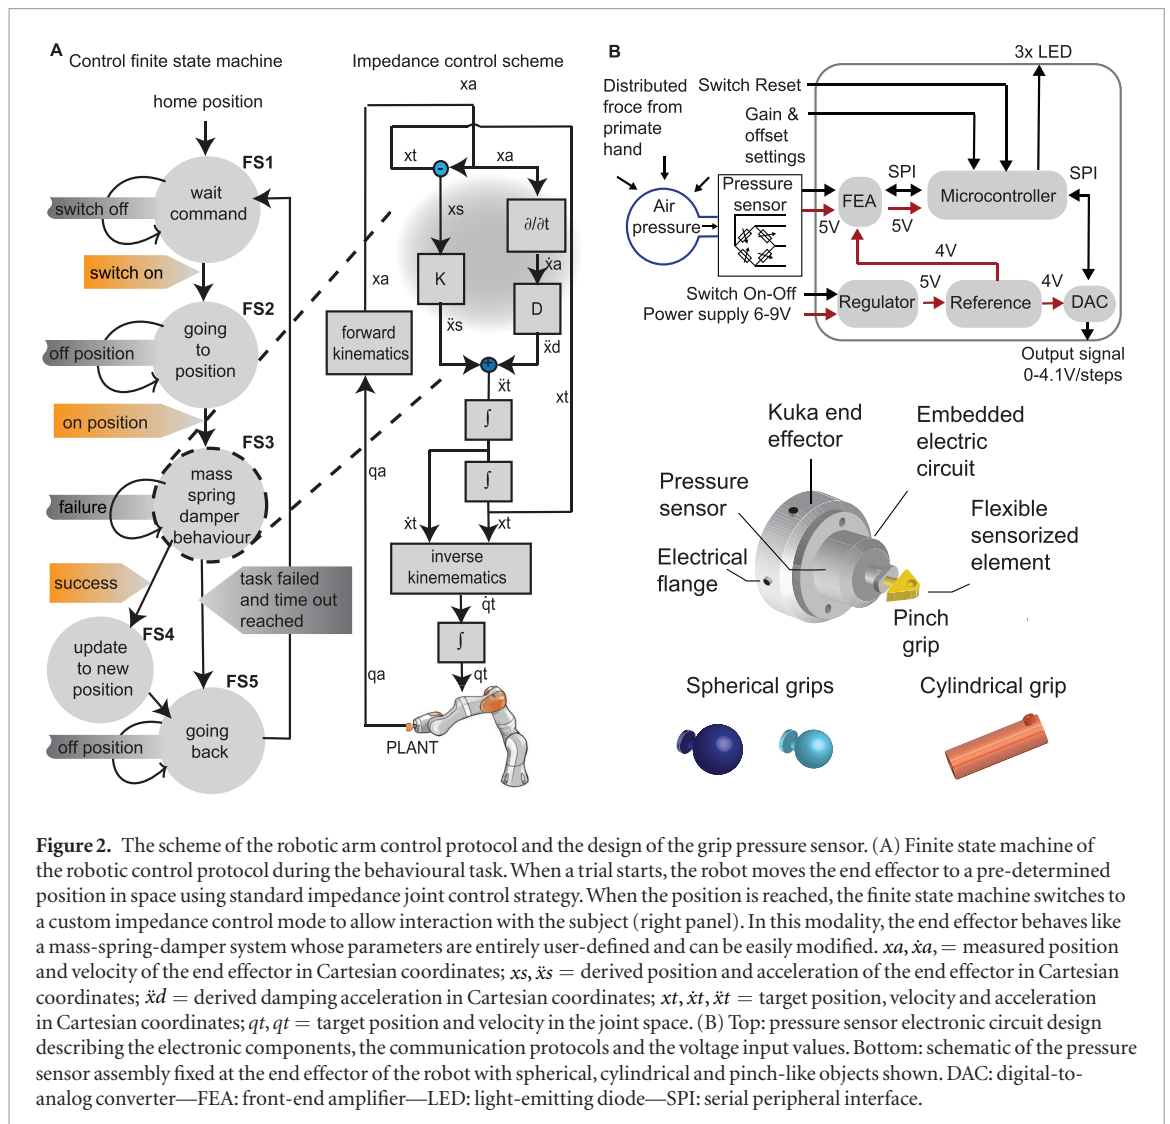 A
Control finite state machine
home position
FS1
wait
command
switch off
switch on
FS2
going
to
position
off position
on position
FS3
mass
spring
damper
behaviour
failure
success
task failed
and time out
reached
FS4
update
to new
position
FS5
going
back
off position
Impedance control scheme
xa
xt
xa
xs
∂/∂t
ẋa
K
D
xa
forward
kinematics
ẍs
ẍd
ẍt
xt
∫
∫
qa
ẋt
xt
inverse
kinemematics
q̇t
∫
qa
qt
PLANT
B
3x LED
Distributed
froce from
primate
hand
Switch Reset
Gain &
offset
settings
Air
pressure
Pressure
sensor
5V
FEA
SPI
5V
Microcontroller
SPI
4V
Switch On-Off
Power supply 6-9V
Regulator
5V
Reference
4V
DAC
Output signal
0-4.1V/steps
Kuka end
effector
Embedded
electric
circuit
Pressure
sensor
Flexible
sensorized
element
Electrical
flange
Pinch
grip
Spherical grips
Cylindrical grip
Figure 2. The scheme of the robotic arm control protocol and the design of the grip pressure sensor. (A) Finite state machine of
the robotic control protocol during the behavioural task. When a trial starts, the robot moves the end effector to a pre-determined
position in space using standard impedance joint control strategy. When the position is reached, the finite state machine switches to
a custom impedance control mode to allow interaction with the subject (right panel). In this modality, the end effector behaves like
a mass-spring-damper system whose parameters are entirely user-defined and can be easily modified. xa, ẋa, = measured position
and velocity of the end effector in Cartesian coordinates; xs, ẍs = derived position and acceleration of the end effector in Cartesian
coordinates; ẍd = derived damping acceleration in Cartesian coordinates; xt, ẋt, ẍt = target position, velocity and acceleration
in Cartesian coordinates; qt, qt = target position and velocity in the joint space. (B) Top: pressure sensor electronic circuit design
describing the electronic components, the communication protocols and the voltage input values. Bottom: schematic of the pressure
sensor assembly fixed at the end effector of the robot with spherical, cylindrical and pinch-like objects shown. DAC: digital-to-
analog converter—FEA: front-end amplifier—LED: light-emitting diode—SPI: serial peripheral interface.